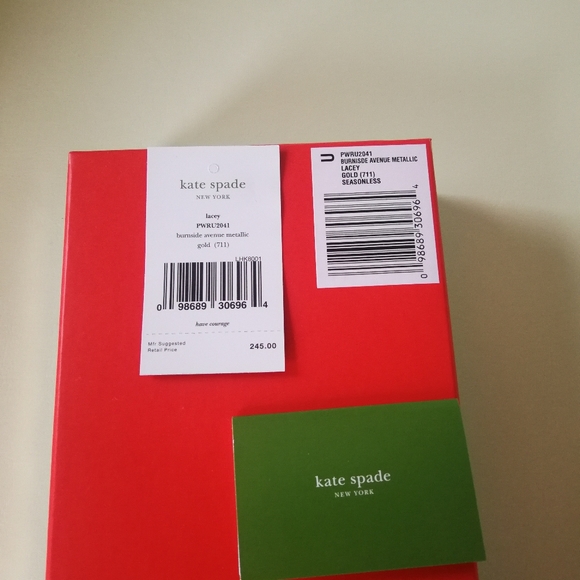 kate spade
NEW YORK
lacey
PWRU2041
burnside avenue metallic
gold (711)
LHK8001
0 98689 30696 4
have courage
Mfr Suggested
Retail Price
245.00
U
PWRU2041
BURNISDE AVENUE METALLIC
LACEY
GOLD (711)
SEASONLESS
0 98689 30696 4
kate spade
NEW YORK